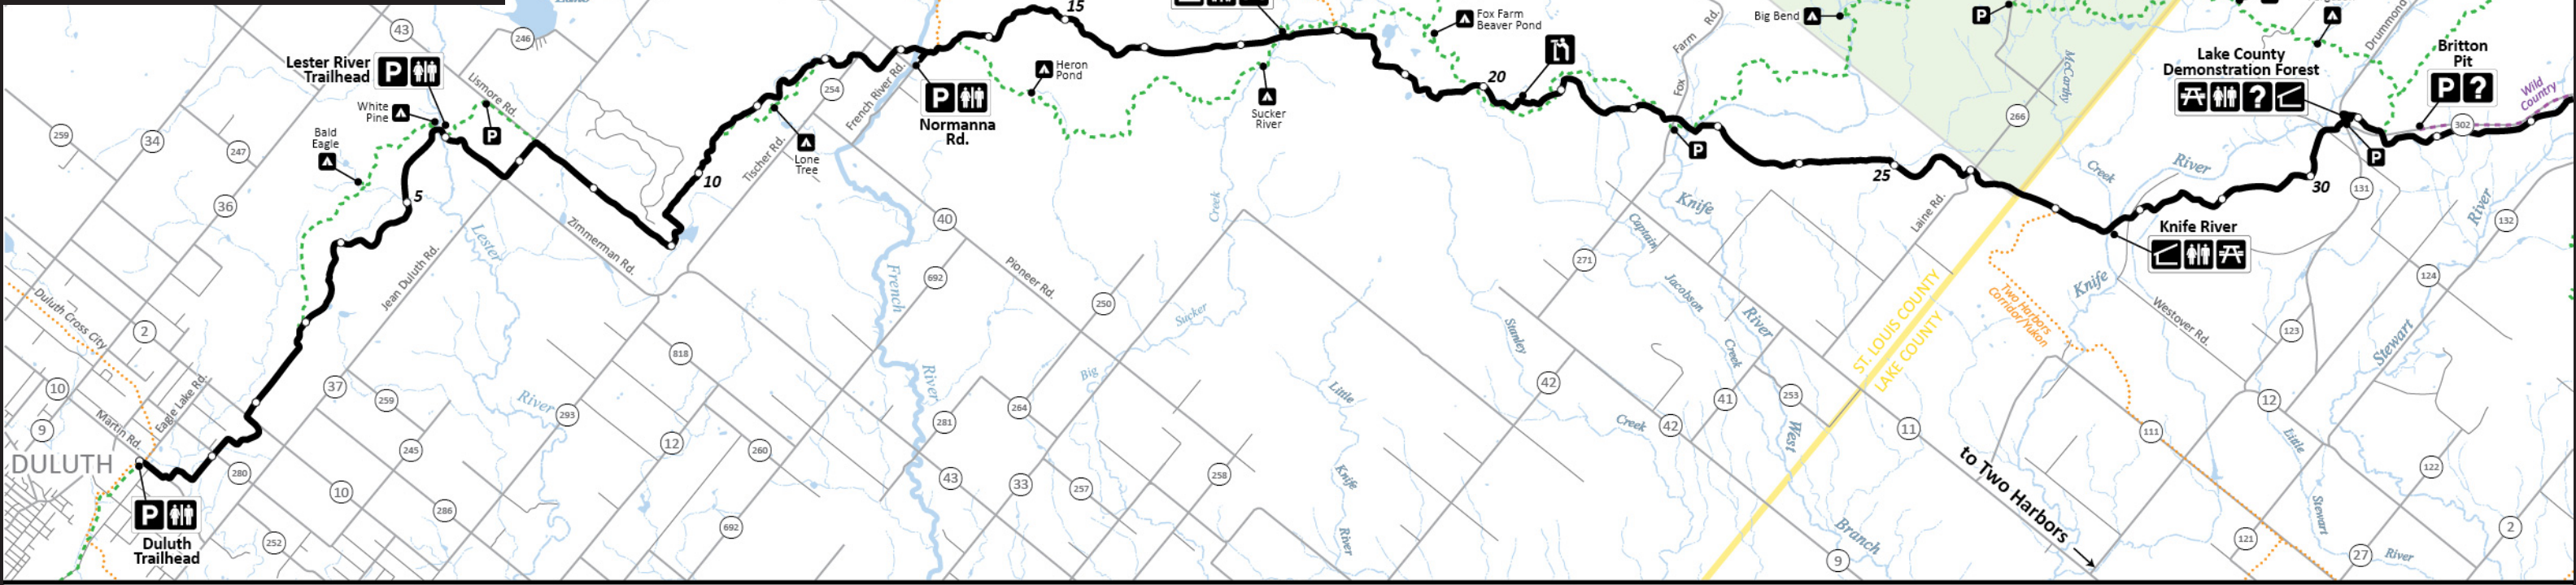 15
43
246
Lester River
Trailhead
P
Lismore Rd.
White
Pine
Bald
Eagle
P
259
34
247
36
5
Lester
Jean Duluth Rd.
Zimmerman Rd.
10
254
Tischer Rd.
Lone
Tree
French River Rd.
P
Normanna
Rd.
Heron
Pond
Sucker
River
Creek
Fox Farm
Beaver Pond
20
Fox
Farm Rd.
P
Big Bend
P
McCarthy
266
25
Laine Rd.
Creek
River
Lake County
Demonstration Forest
?
Drummond
Britton
Pit
P ?
Wild
Country
302
P
30
131
River
132
Knife River
124
Knife
Westover Rd.
123
Stewart
Two Harbors
Corridor/Yukon
ST. LOUIS COUNTY
LAKE COUNTY
Knife
Captain
Jacobson
Creek
River
271
40
French
River
692
Pioneer Rd.
250
Sucker
Big
Stanley
Creek
42
42
41
253
West
Branch
11
12
111
Little
Stewart
River
122
2
121
27
9
to Two Harbors
Little
Knife
River
258
257
264
33
281
43
260
692
12
818
293
River
37
259
245
10
286
280
252
Duluth Cross City
2
10
9
Martin Rd.
Eagle Lake Rd.
DULUTH
P
Duluth
Trailhead